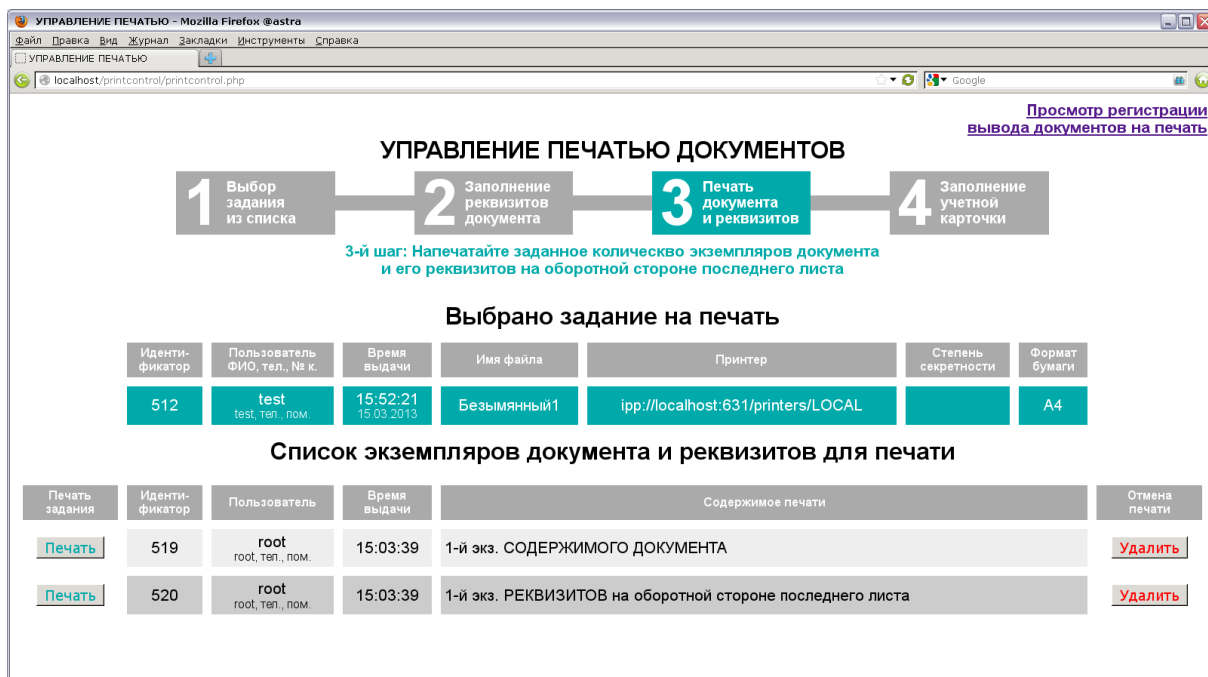 УПРАВЛЕНИЕ ПЕЧАТЬЮ - Mozilla Firefox @astra
Файл Правка Вид Журнал Закладки Инструменты Справка
УПРАВЛЕНИЕ ПЕЧАТЬЮ
localhost/printcontrol/printcontrol.php
Google
Просмотр регистрации
вывода документов на печать
УПРАВЛЕНИЕ ПЕЧАТЬЮ ДОКУМЕНТОВ
1 Выбор
задания
из списка
2 Заполнение
реквизитов
документа
3 Печать
документа
и реквизитов
4 Заполнение
учетной
карточки
3-й шаг: Напечатайте заданное колическво экземпляров документа
и его реквизитов на оборотной стороне последнего листа
Выбрано задание на печать
Иденти-
фикатор
Пользователь
ФИО, тел., № к.
Время
выдачи
Имя файла
Принтер
Степень
секретности
Формат
бумаги
512
test
test, тел., пом.
15:52:21
15.03.2013
Безымянный1
ipp://localhost:631/printers/LOCAL
A4
Список экземпляров документа и реквизитов для печати
Печать
задания
Иденти-
фикатор
Пользователь
Время
выдачи
Содержимое печати
Отмена
печати
Печать
519
root
root, тел., пом.
15:03:39
1-й экз. СОДЕРЖИМОГО ДОКУМЕНТА
Удалить
Печать
520
root
root, тел., пом.
15:03:39
1-й экз. РЕКВИЗИТОВ на оборотной стороне последнего листа
Удалить